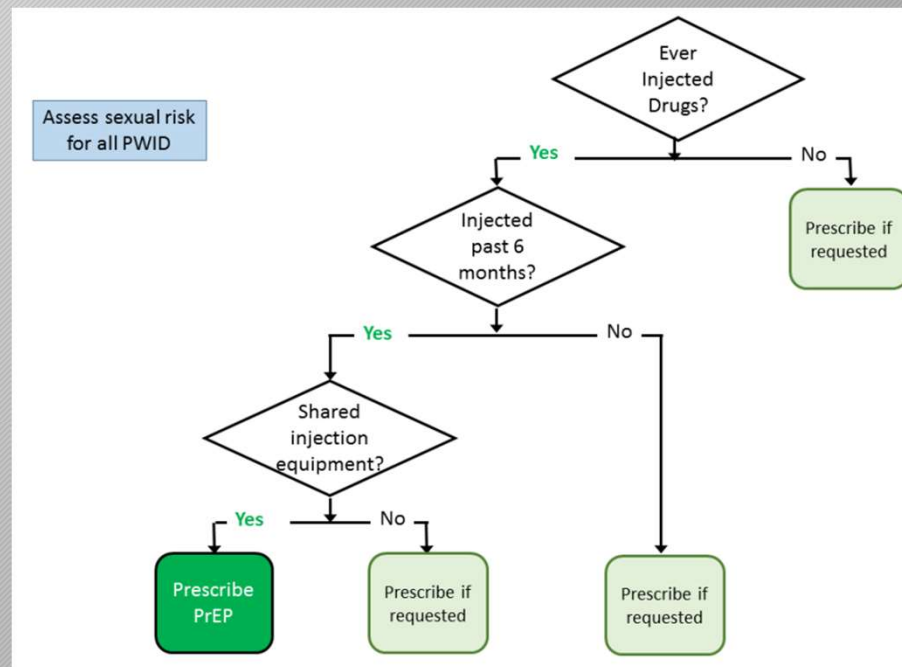 Ever
Injected
Drugs?
Assess sexual risk
for all PWID
Yes
No
Injected
past 6
months?
Prescribe if
requested
Yes
No
Shared
injection
equipment?
Yes
No
Prescribe
PrEP
Prescribe if
requested
Prescribe if
requested